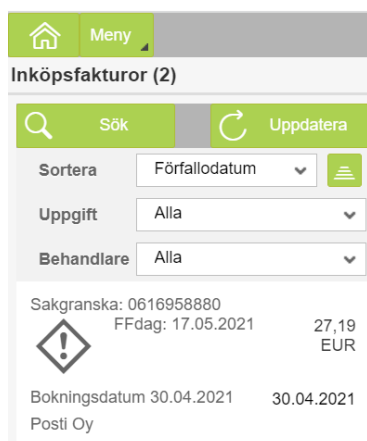 Meny
Inköpsfakturor (2)
Sök Uppdatera
Sortera Förfallodatum
Uppgift Alla
Behandlare Alla
Sakgranska: 0616958880
FFdag: 17.05.2021 27,19
EUR
Bokningsdatum 30.04.2021 30.04.2021
Posti Oy